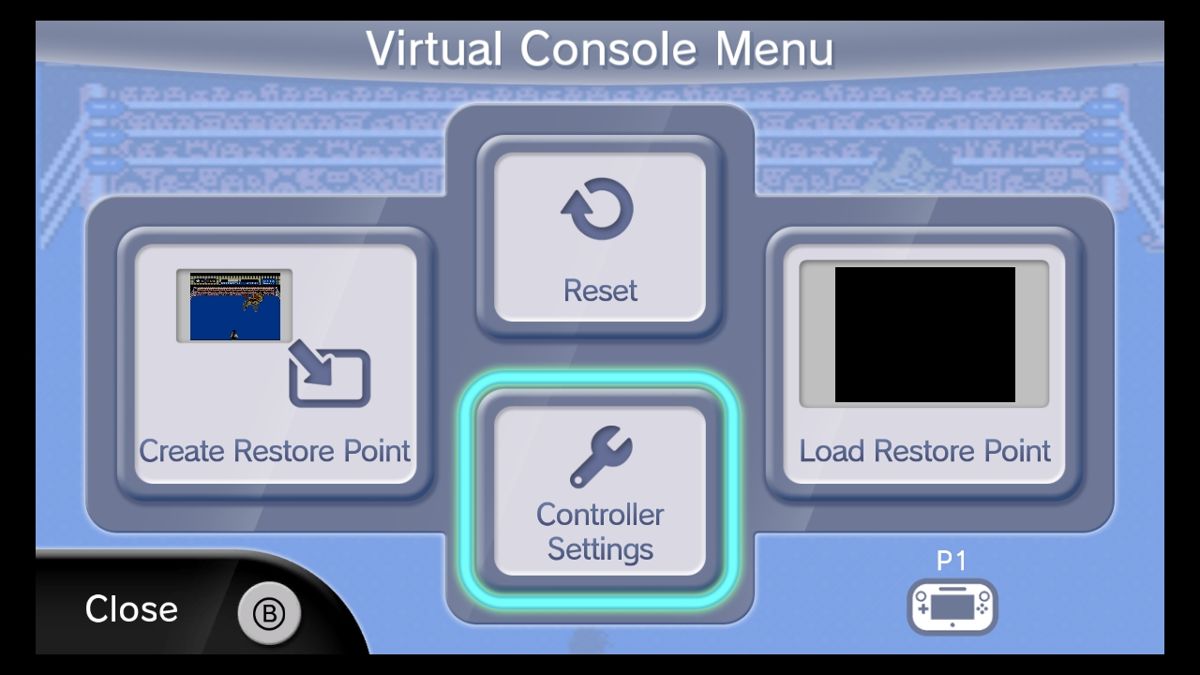 Virtual Console Menu
Reset
Create Restore Point
Load Restore Point
Controller
Settings
P1
Close B